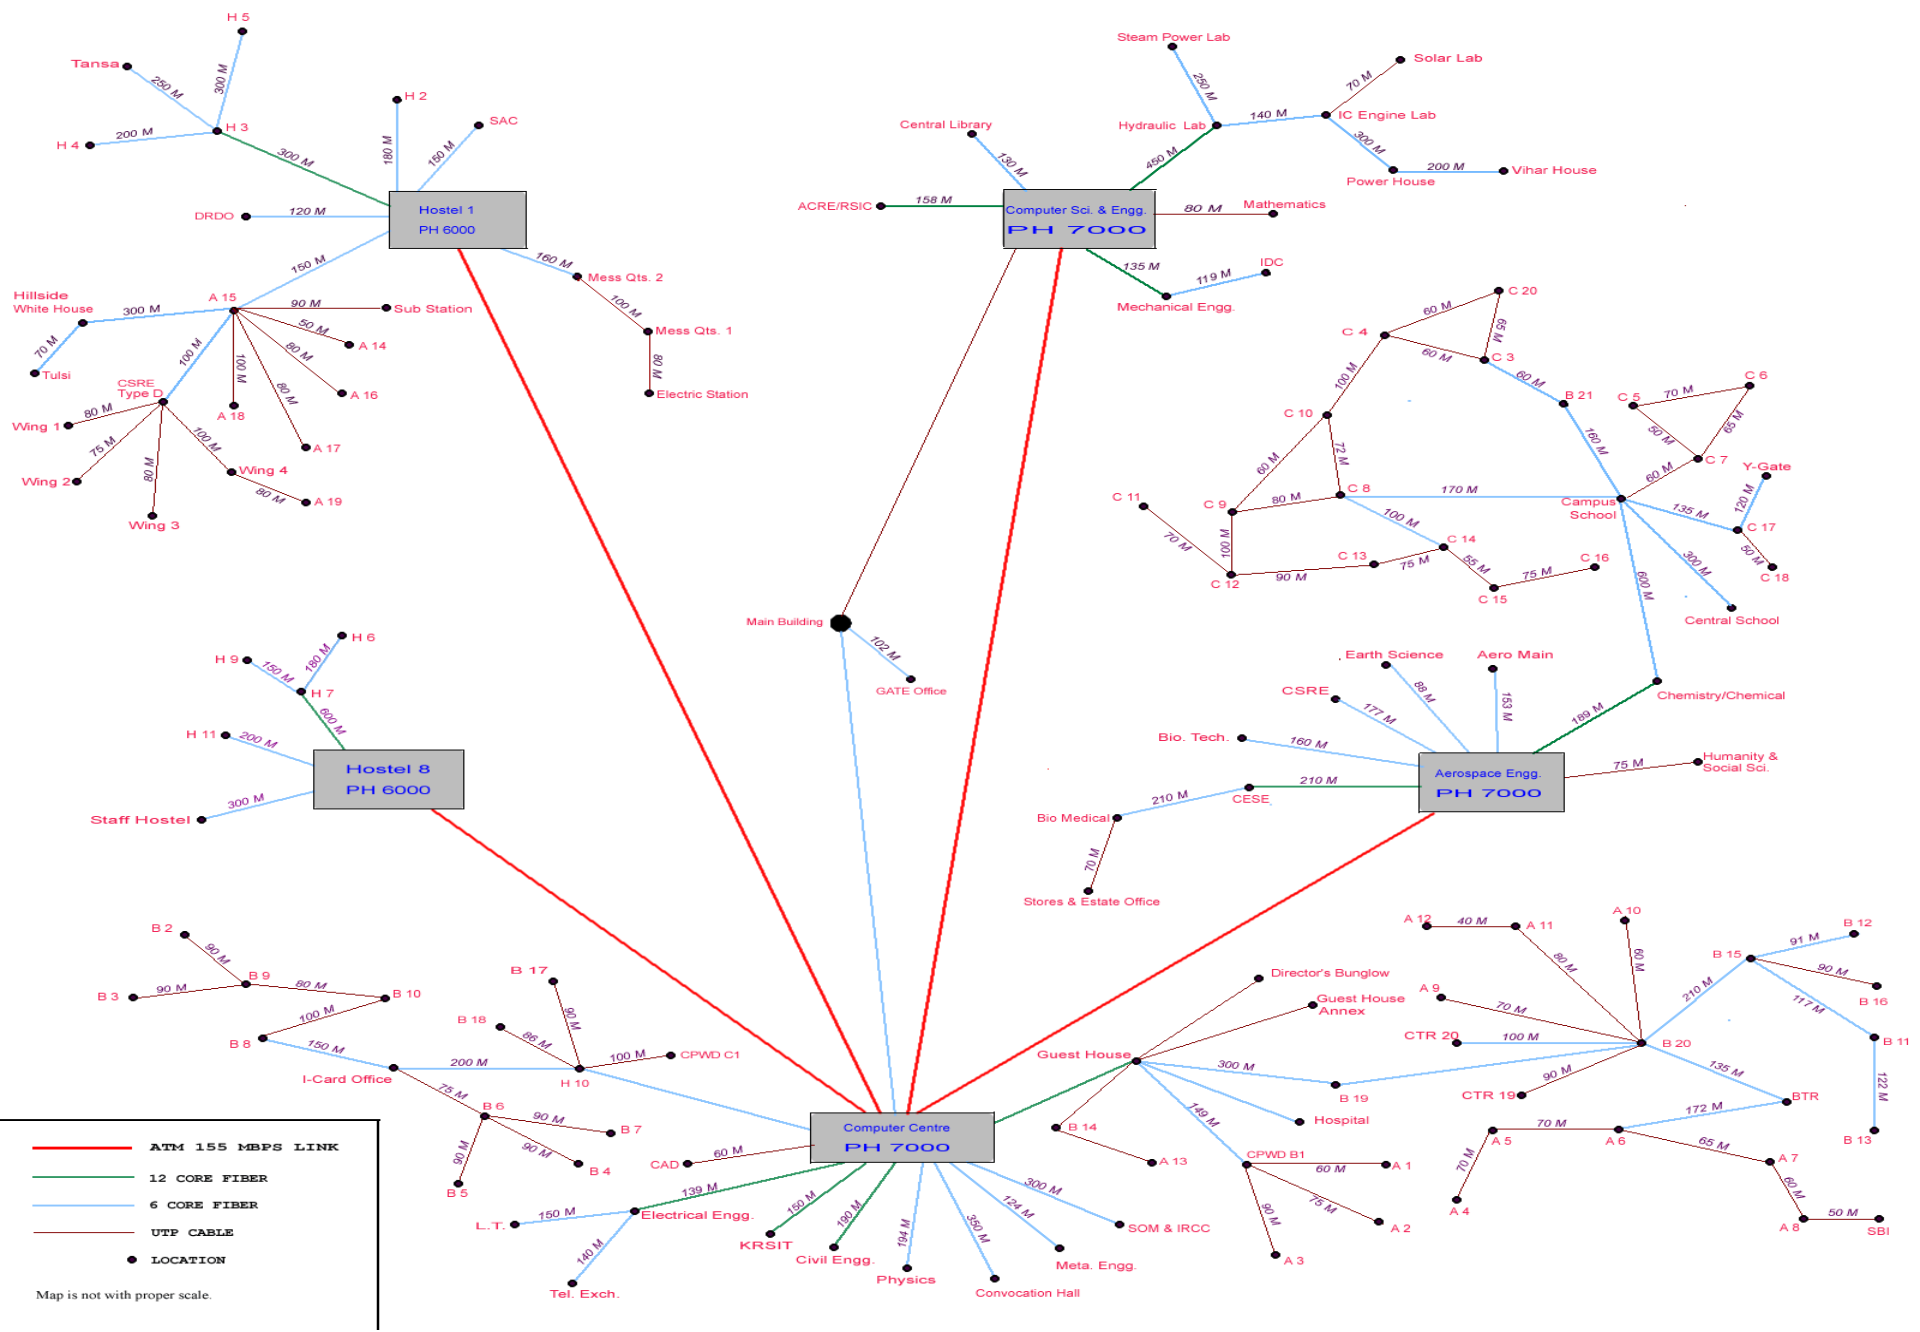 H 5
Tansa
250 M
300 M
H 3
200 M
H 4
300 M
H 2
SAC
180 M
150 M
Hostel 1
PH 6000
DRDO
120 M
150 M
160 M
Mess Qts. 2
100 M
Mess Qts. 1
80 M
Electric Station
Hillside
White House
300 M
A 15
90 M
Sub Station
70 M
Tulsi
50 M
A 14
80 M
A 16
100 M
100 M
A 18
80 M
A 17
CSRE
Type D
80 M
Wing 1
75 M
Wing 2
80 M
Wing 3
100 M
Wing 4
80 M
A 19
Steam Power Lab
250 M
Solar Lab
70 M
Hydraulic Lab
140 M
IC Engine Lab
300 M
Power House
200 M
Vihar House
Central Library
130 M
450 M
ACRE/RSIC
158 M
Computer Sci. & Engg.
PH 7000
80 M
Mathematics
135 M
119 M
IDC
Mechanical Engg.
C 20
60 M
65 M
C 4
60 M
C 3
100 M
60 M
B 21
C 10
160 M
C 6
70 M
C 5
50 M
65 M
C 7
60 M
Y-Gate
60 M
72 M
C 8
170 M
Campus
School
135 M
120 M
C 17
50 M
C 18
C 11
C 9
80 M
100 M
70 M
100 M
C 14
C 12
90 M
C 13
75 M
55 M
C 15
75 M
C 16
300 M
600 M
Central School
Main Building
102 M
GATE Office
H 6
H 9
150 M
180 M
H 7
600 M
H 11
200 M
Hostel 8
PH 6000
300 M
Staff Hostel
Earth Science
Aero Main
CSRE
88 M
153 M
177 M
Chemistry/Chemical
189 M
Bio. Tech.
160 M
Aerospace Engg.
PH 7000
75 M
Humanity &
Social Sci.
210 M
CESE
210 M
Bio Medical
70 M
Stores & Estate Office
B 2
90 M
B 9
B 3
90 M
80 M
B 10
100 M
B 8
150 M
I-Card Office
200 M
B 17
90 M
B 18
86 M
100 M
CPWD C1
H 10
75 M
B 6
90 M
B 7
90 M
B 4
90 M
B 5
Computer Centre
PH 7000
60 M
CAD
139 M
150 M
L.T.
Electrical Engg.
140 M
Tel. Exch.
150 M
KRSIT
190 M
Civil Engg.
194 M
Physics
350 M
Convocation Hall
124 M
Meta. Engg.
300 M
SOM & IRCC
Director's Bunglow
Guest House
Annex
Guest House
300 M
B 19
Hospital
149 M
B 14
A 13
CPWD B1
60 M
A 1
75 M
A 2
90 M
A 3
A 12
40 M
A 11
80 M
A 10
60 M
A 9
70 M
CTR 20
100 M
B 20
90 M
CTR 19
210 M
B 15
91 M
B 12
90 M
B 16
117 M
B 11
122 M
B 13
135 M
BTR
172 M
A 6
70 M
A 5
70 M
A 4
65 M
A 7
60 M
A 8
50 M
SBI
ATM 155 MBPS LINK
12 CORE FIBER
6 CORE FIBER
UTP CABLE
LOCATION
Map is not with proper scale.